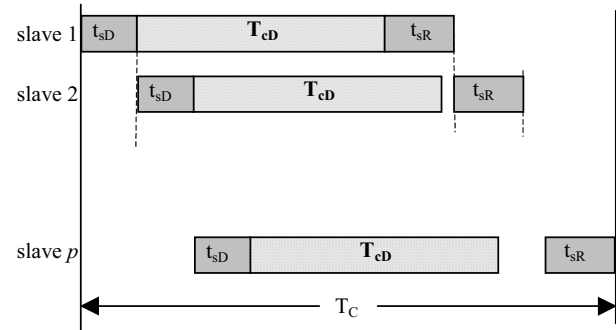 slave 1 t_sD T_cD t_sR
slave 2 t_sD T_cD t_sR
slave p t_sD T_cD t_sR
T_C